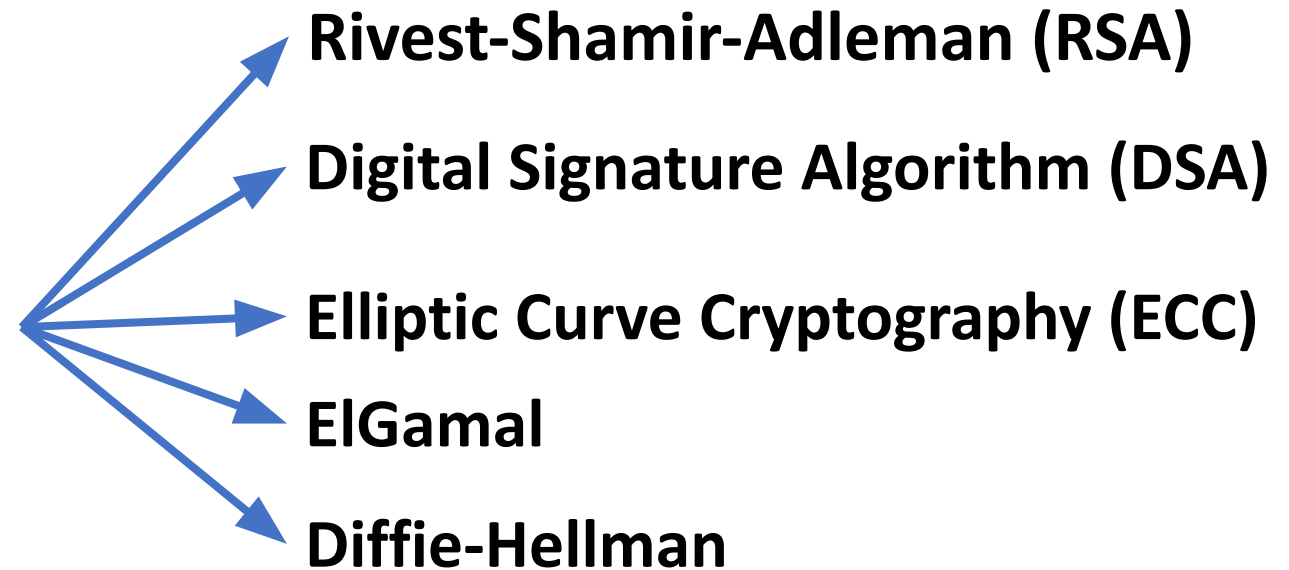 Rivest-Shamir-Adleman (RSA)
Digital Signature Algorithm (DSA)
Elliptic Curve Cryptography (ECC)
ElGamal
Diffie-Hellman